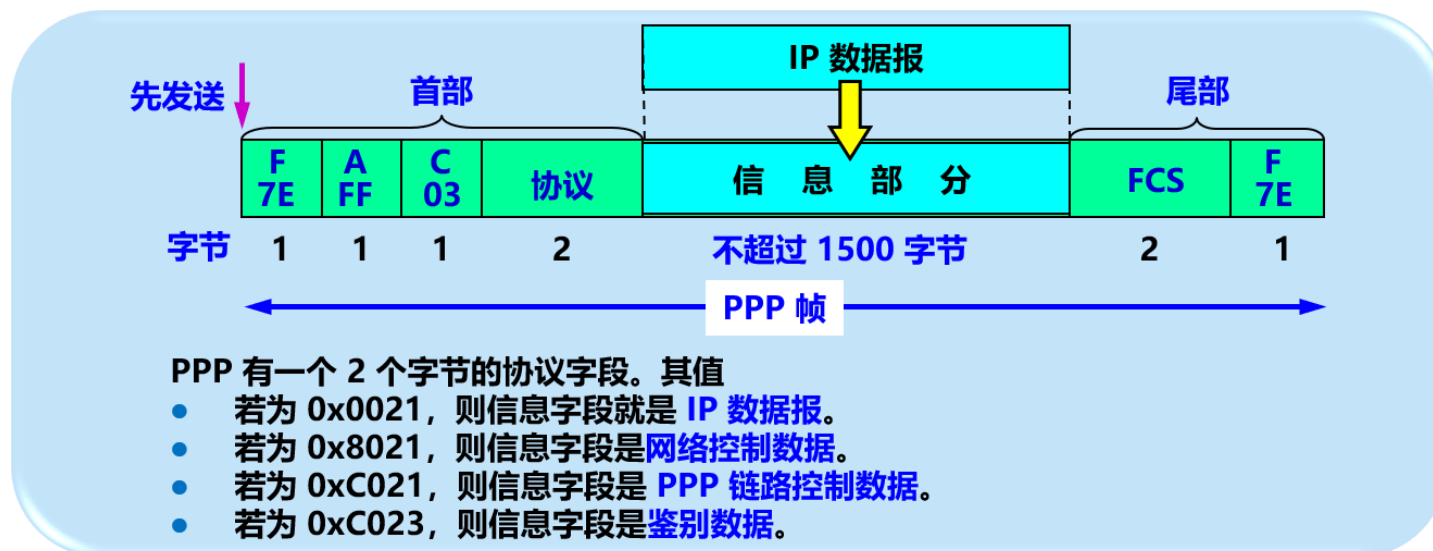 IP 数据报
先发送
首部
尾部
F
7E
A
FF
C
03
协议
信 息 部 分
FCS
F
7E
字节 1 1 1 2 不超过 1500 字节 2 1
PPP 帧
PPP 有一个 2 个字节的协议字段。其值
● 若为 0x0021，则信息字段就是 IP 数据报。
● 若为 0x8021，则信息字段是网络控制数据。
● 若为 0xC021，则信息字段是 PPP 链路控制数据。
● 若为 0xC023，则信息字段是鉴别数据。